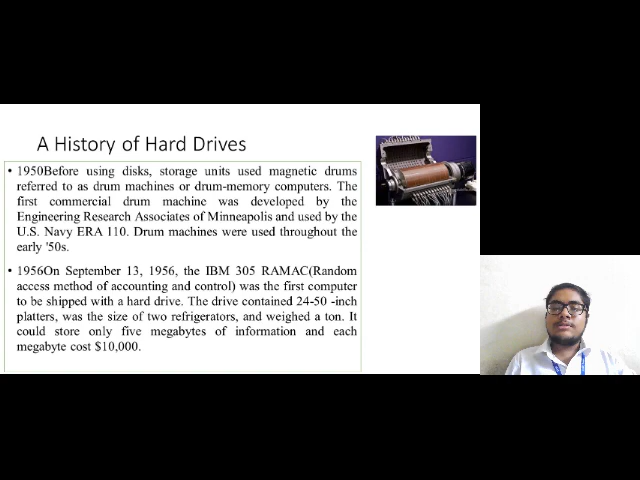 A History of Hard Drives
• 1950Before using disks, storage units used magnetic drums
referred to as drum machines or drum-memory computers. The
first commercial drum machine was developed by the
Engineering Research Associates of Minneapolis and used by the
U.S. Navy ERA 110. Drum machines were used throughout the
early '50s.
• 1956On September 13, 1956, the IBM 305 RAMAC(Random
access method of accounting and control) was the first computer
to be shipped with a hard drive. The drive contained 24-50 -inch
platters, was the size of two refrigerators, and weighed a ton. It
could store only five megabytes of information and each
megabyte cost $10,000.